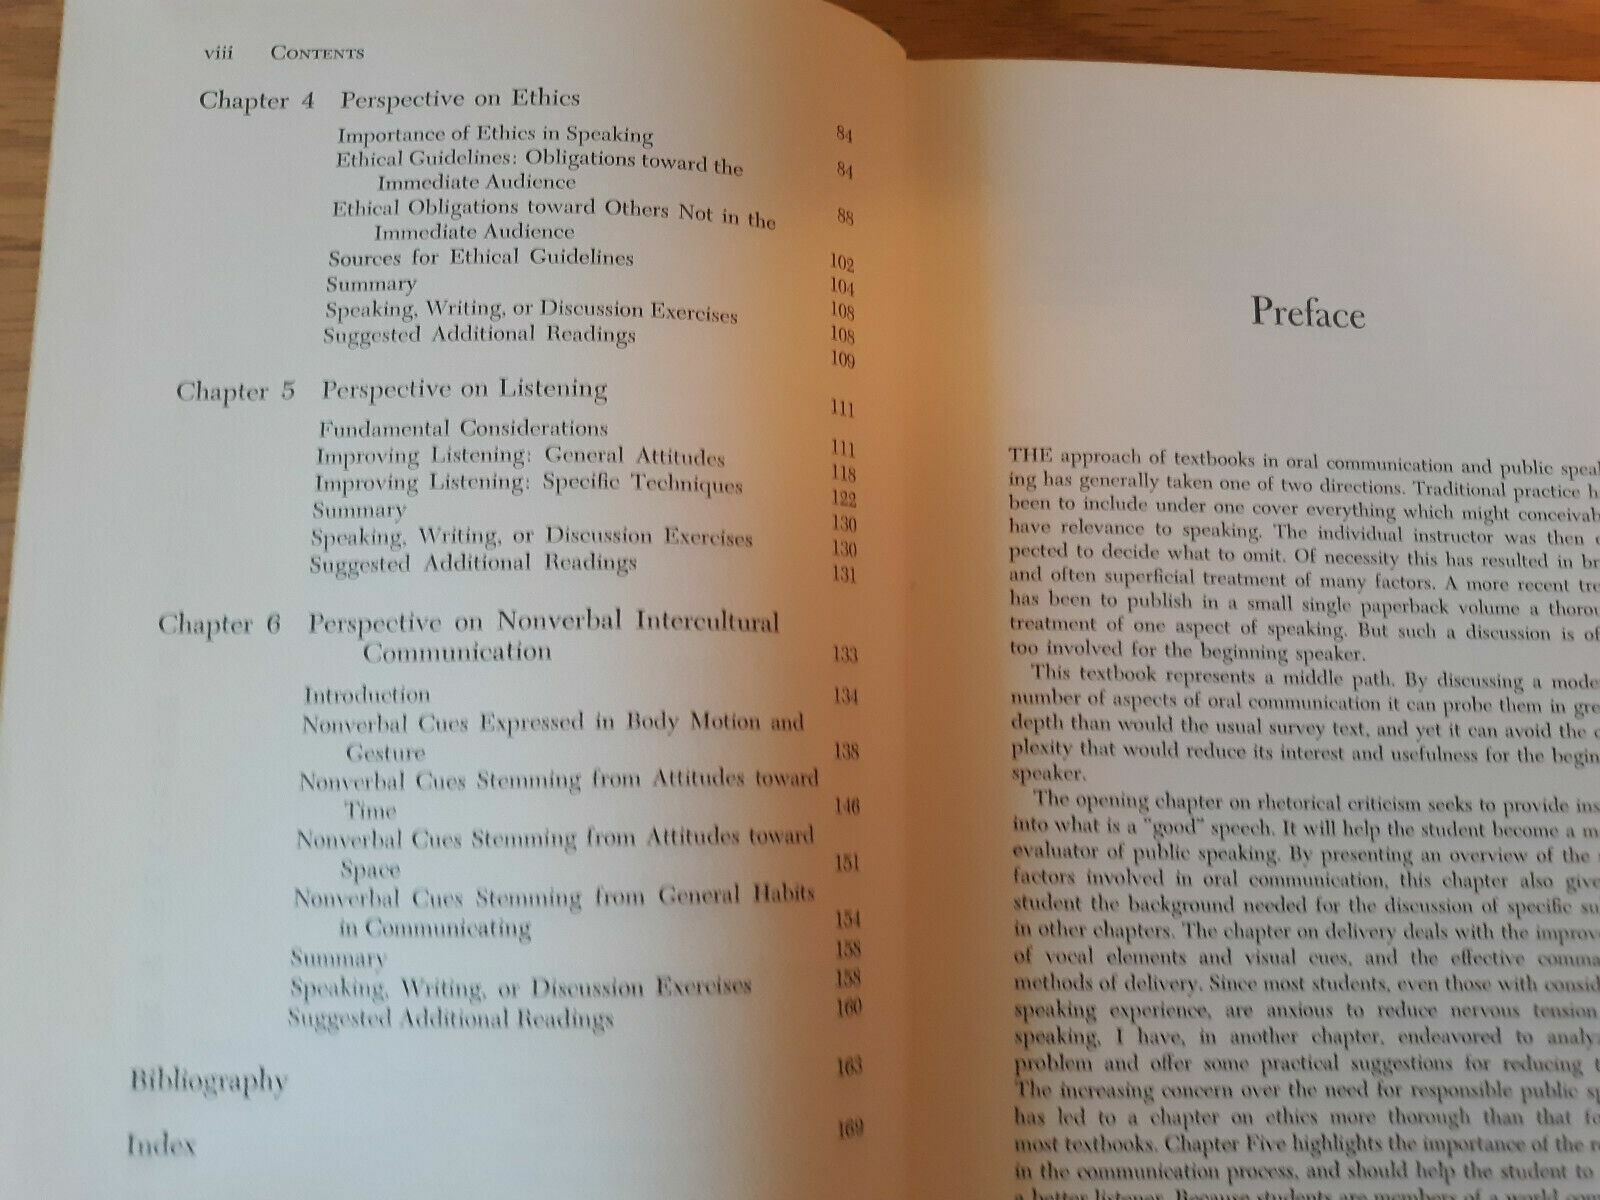 viii CONTENTS
Chapter 4 Perspective on Ethics 84
Importance of Ethics in Speaking 84
Ethical Guidelines: Obligations toward the
Immediate Audience 88
Ethical Obligations toward Others Not in the
Immediate Audience 102
Sources for Ethical Guidelines 104
Summary 108
Speaking, Writing, or Discussion Exercises 108
Suggested Additional Readings 109
Chapter 5 Perspective on Listening 111
Fundamental Considerations 111
Improving Listening: General Attitudes 118
Improving Listening: Specific Techniques 122
Summary 130
Speaking, Writing, or Discussion Exercises 130
Suggested Additional Readings 131
Chapter 6 Perspective on Nonverbal Intercultural
Communication 133
Introduction 134
Nonverbal Cues Expressed in Body Motion and
Gesture 138
Nonverbal Cues Stemming from Attitudes toward
Time 146
Nonverbal Cues Stemming from Attitudes toward
Space 151
Nonverbal Cues Stemming from General Habits
in Communicating 154
Summary 158
Speaking, Writing, or Discussion Exercises 158
Suggested Additional Readings 160
Bibliography 163
Index 169
Preface
THE approach of textbooks in oral communication and public speak
ing has generally taken one of two directions. Traditional practice h
been to include under one cover everything which might conceivab
have relevance to speaking. The individual instructor was then
pected to decide what to omit. Of necessity this has resulted in br
and often superficial treatment of many factors. A more recent tre
has been to publish in a small single paperback volume a thorou
treatment of one aspect of speaking. But such a discussion is of
too involved for the beginning speaker.
This textbook represents a middle path. By discussing a mode
number of aspects of oral communication it can probe them in gre
depth than would the usual survey text, and yet it can avoid the
plexity that would reduce its interest and usefulness for the begin
speaker.
The opening chapter on rhetorical criticism seeks to provide ins
into what is a "good" speech. It will help the student become a m
evaluator of public speaking. By presenting an overview of the
factors involved in oral communication, this chapter also give
student the background needed for the discussion of specific su
in other chapters. The chapter on delivery deals with the improv
of vocal elements and visual cues, and the effective comma
methods of delivery. Since most students, even those with consid
speaking experience, are anxious to reduce nervous tension
speaking, I have, in another chapter, endeavored to analy
problem and offer some practical suggestions for reducing t
The increasing concern over the need for responsible public sp
has led to a chapter on ethics more thorough than that fo
most textbooks. Chapter Five highlights the importance of the r
in the communication process, and should help the student to
a better listener. Because students are members of a world